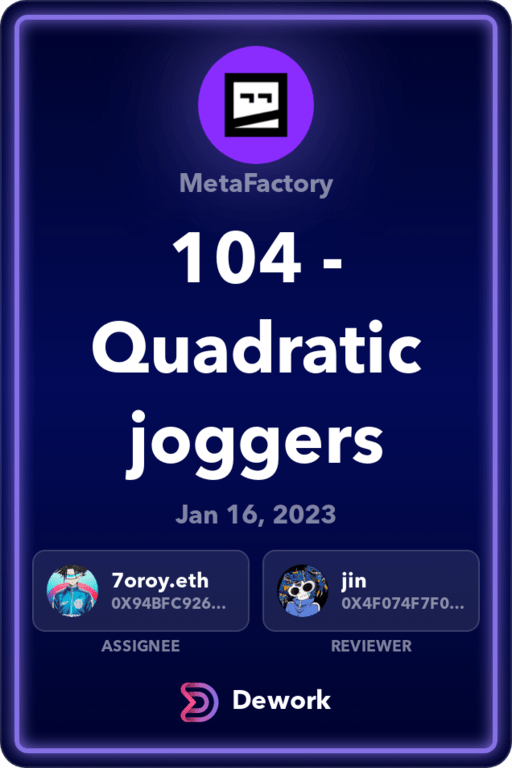 MetaFactory
104 -
Quadratic
joggers
Jan 16, 2023
7oroy.eth
0X94BFC926...
ASSIGNEE
jin
0X4F074F7F0...
REVIEWER
Dework